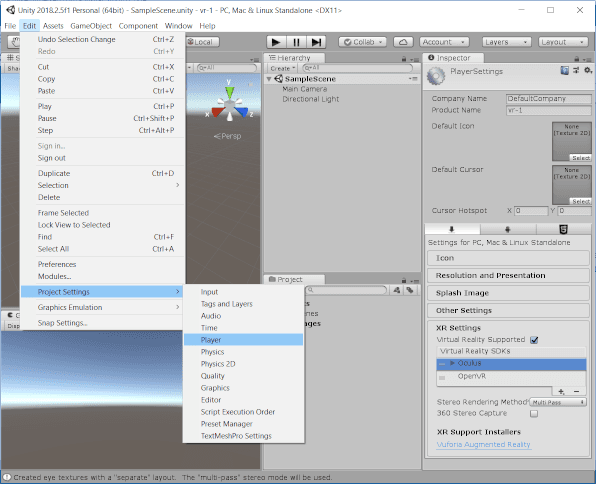 Unity 2018.2.5f1 Personal (64bit) - SampleScene.unity - vr-1 - PC, Mac & Linux Standalone <DX11>
File Edit Assets GameObject Component Window Help
Local
Collab
Account
Layers
Layout
Undo Selection Change Ctrl+Z
Redo Ctrl+Y
Cut Ctrl+X
Copy Ctrl+C
Paste Ctrl+V
Play Ctrl+P
Pause Ctrl+Shift+P
Step Ctrl+Alt+P
Sign in...
Sign out
Duplicate Ctrl+D
Selection
Delete
Frame Selected
Lock View to Selected
Find Ctrl+F
Select All Ctrl+A
Preferences
Modules...
Project Settings
Graphics Emulation
Snap Settings...
Input
Tags and Layers
Audio
Time
Player
Physics
Physics 2D
Quality
Graphics
Editor
Script Execution Order
Preset Manager
TextMeshPro Settings
All
y
x
z
Persp
Hierarchy
Create
All
SampleScene
Main Camera
Directional Light
Project
Inspector
PlayerSettings
Company Name DefaultCompany
Product Name vr-1
Default Icon
None
(Texture 2D)
Select
Default Cursor
None
(Texture 2D)
Select
Cursor Hotspot X 0 Y 0
Settings for PC, Mac & Linux Standalone
Icon
Resolution and Presentation
Splash Image
Other Settings
XR Settings
Virtual Reality Supported
Virtual Reality SDKs
Oculus
OpenVR
+ −
Stereo Rendering Method* Multi Pass
360 Stereo Capture
XR Support Installers
Vuforia Augmented Reality
Created eye textures with a "separate" layout. The "multi-pass" stereo mode will be used.